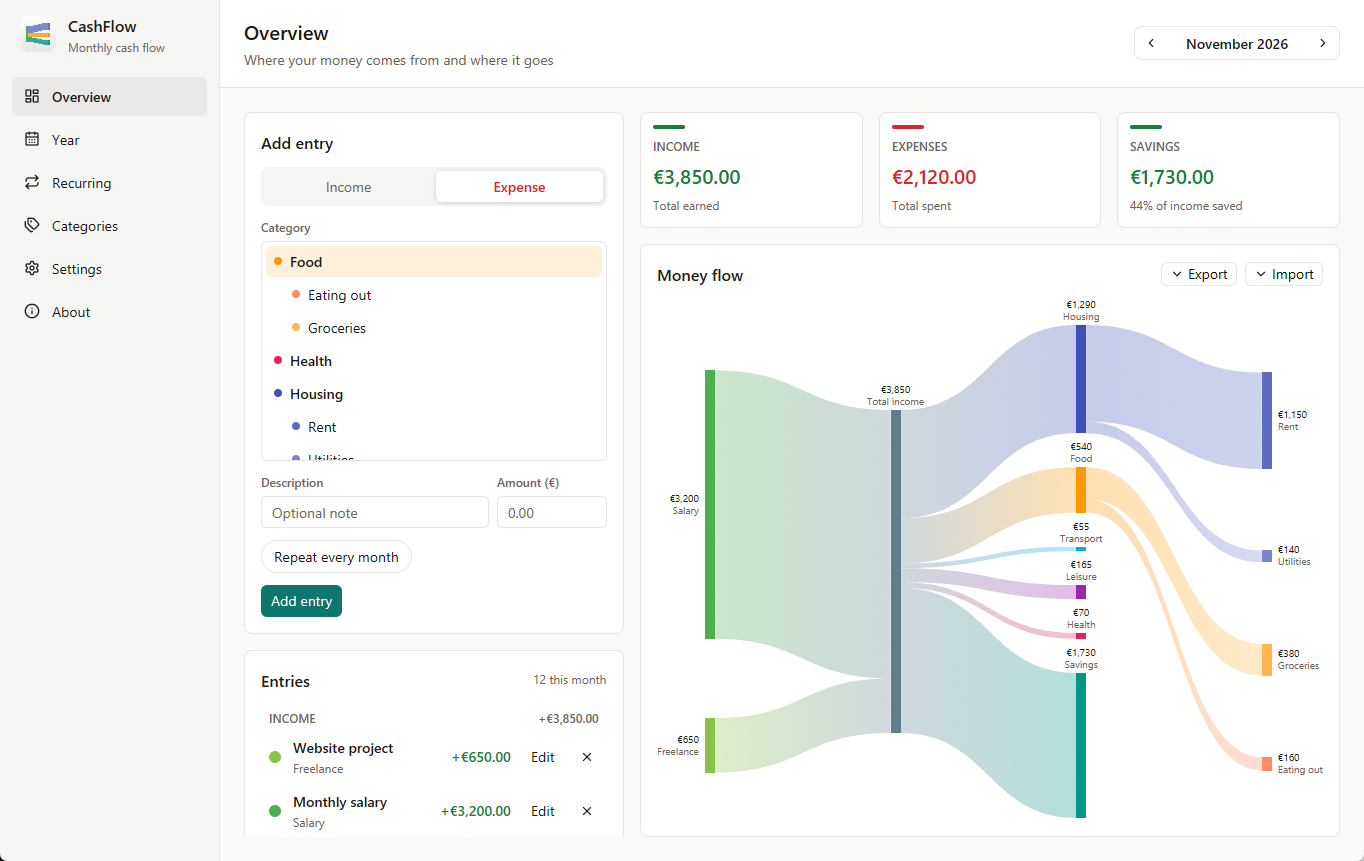 CashFlow
Monthly cash flow
Overview
Year
Recurring
Categories
Settings
About
Overview
Where your money comes from and where it goes
November 2026
Add entry
Income
Expense
Category
Food
Eating out
Groceries
Health
Housing
Rent
Utilities
Description
Amount (€)
Optional note
0.00
Repeat every month
Add entry
Entries
12 this month
INCOME
+€3,850.00
Website project
Freelance
+€650.00
Edit
Monthly salary
Salary
+€3,200.00
Edit
INCOME
€3,850.00
Total earned
EXPENSES
€2,120.00
Total spent
SAVINGS
€1,730.00
44% of income saved
Money flow
Export
Import
€3,200
Salary
€650
Freelance
€3,850
Total income
€1,290
Housing
€540
Food
€55
Transport
€165
Leisure
€70
Health
€1,730
Savings
€1,150
Rent
€140
Utilities
€380
Groceries
€160
Eating out